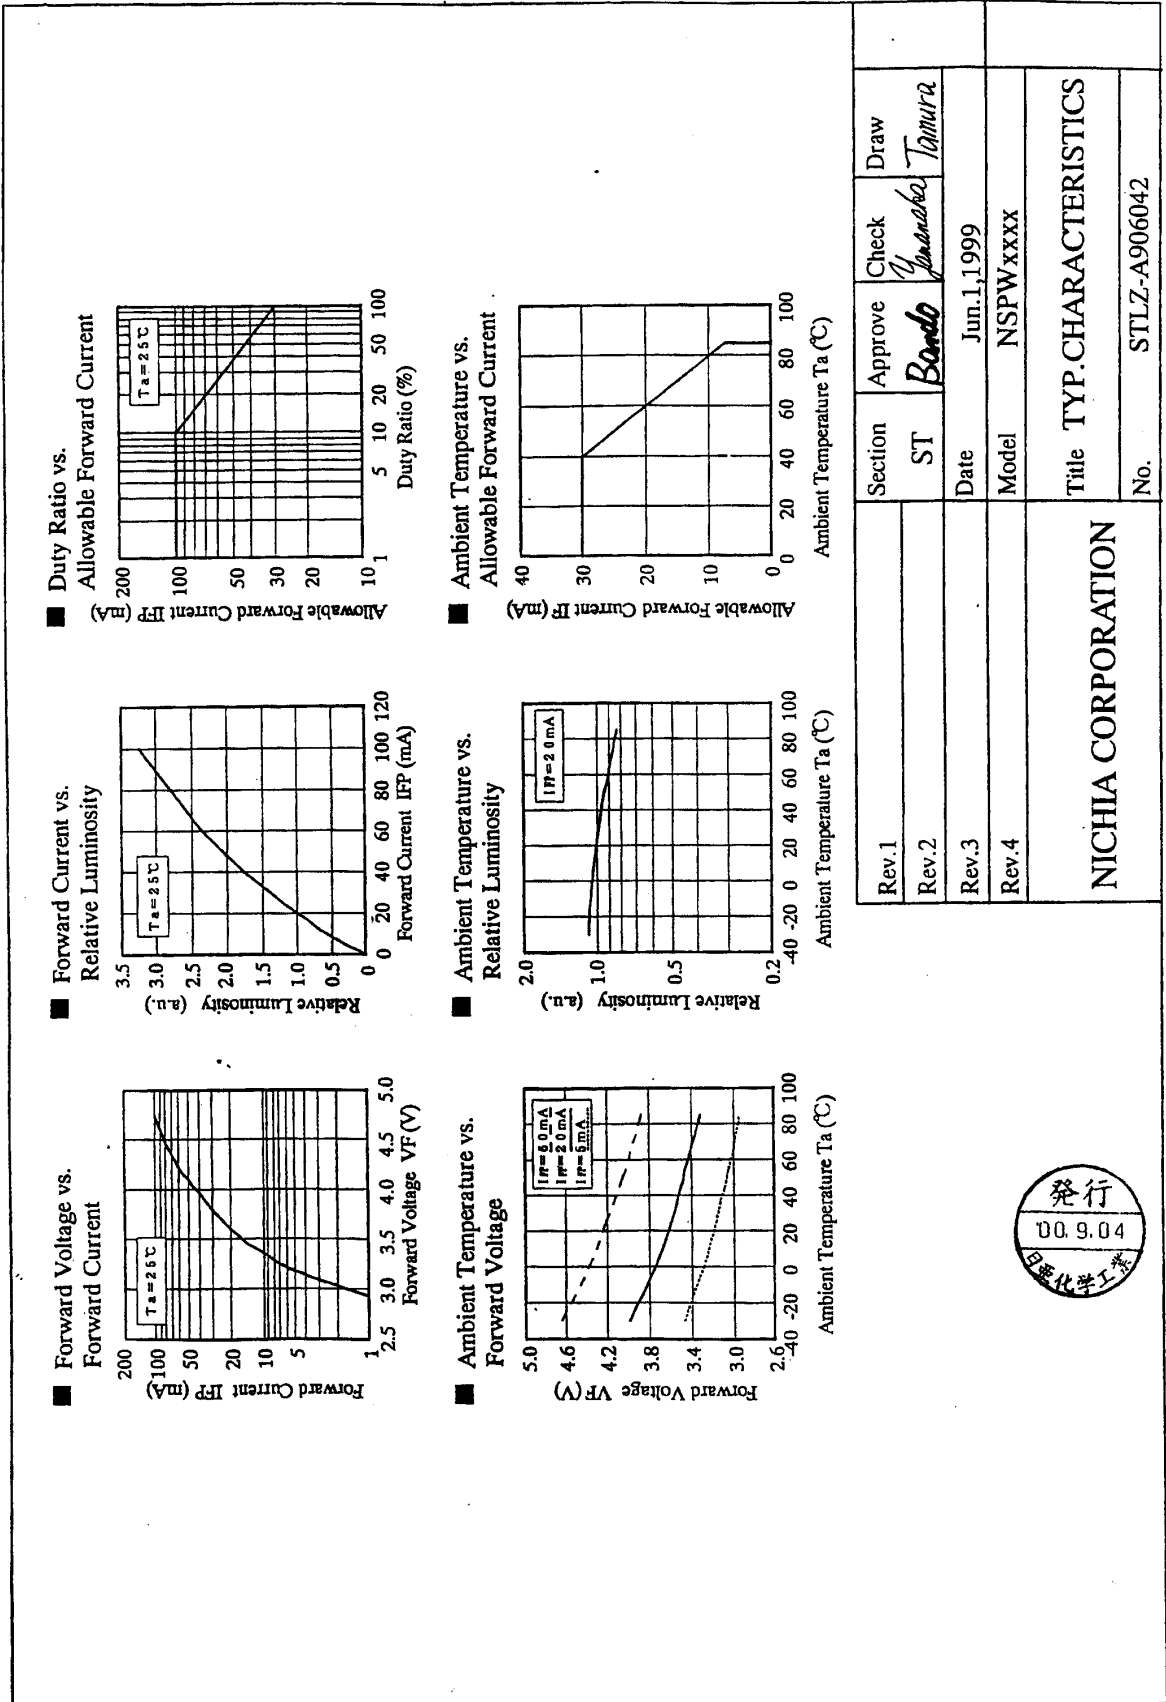 ■ Forward Voltage vs.
Forward Current
Forward Current IFP (mA)
200
100
50
20
10
5
1
Ta=25℃
2.5 3.0 3.5 4.0 4.5 5.0
Forward Voltage VF (V)
■ Forward Current vs.
Relative Luminosity
Relative Luminosity (a.u.)
3.5
3.0
2.5
2.0
1.5
1.0
0.5
0
Ta=25℃
0 20 40 60 80 100 120
Forward Current IFP (mA)
■ Duty Ratio vs.
Allowable Forward Current
Allowable Forward Current IFP (mA)
200
100
50
30
20
10
Ta=25℃
1 5 10 20 50 100
Duty Ratio (%)
■ Ambient Temperature vs.
Forward Voltage
Forward Voltage VF (V)
5.0
4.6
4.2
3.8
3.4
3.0
2.6
IFP=60mA
IFP=20mA
IFP=5mA
-40 -20 0 20 40 60 80 100
Ambient Temperature Ta (℃)
■ Ambient Temperature vs.
Relative Luminosity
Relative Luminosity (a.u.)
2.0
1.0
0.5
0.2
IFP=20mA
-40 -20 0 20 40 60 80 100
Ambient Temperature Ta (℃)
■ Ambient Temperature vs.
Allowable Forward Current
Allowable Forward Current IF (mA)
40
30
20
10
0
0 20 40 60 80 100
Ambient Temperature Ta (℃)
発行
'00.9.04
日亜化学工業
Rev.1
Rev.2
Rev.3
Rev.4
Section Approve Check Draw
ST Bando Yamanaka Tamura
Date Jun.1,1999
Model NSPWxxxx
NICHIA CORPORATION
Title TYP.CHARACTERISTICS
No. STLZ-A906042